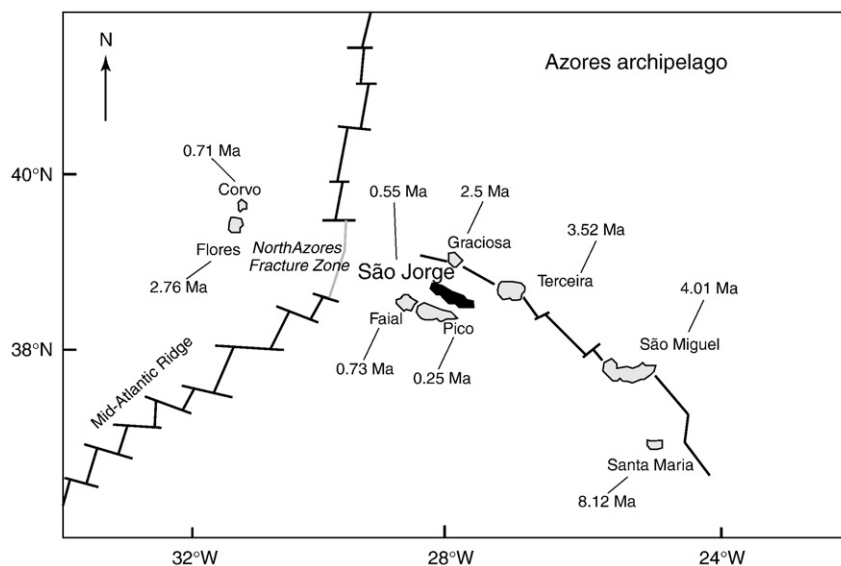 N
Azores archipelago
40°N
38°N
0.71 Ma
Corvo
Flores
2.76 Ma
NorthAzores
Fracture Zone
0.55 Ma
São Jorge
2.5 Ma
Graciosa
3.52 Ma
Terceira
4.01 Ma
São Miguel
Faial
0.73 Ma
Pico
0.25 Ma
Mid-Atlantic Ridge
Santa Maria
8.12 Ma
32°W
28°W
24°W